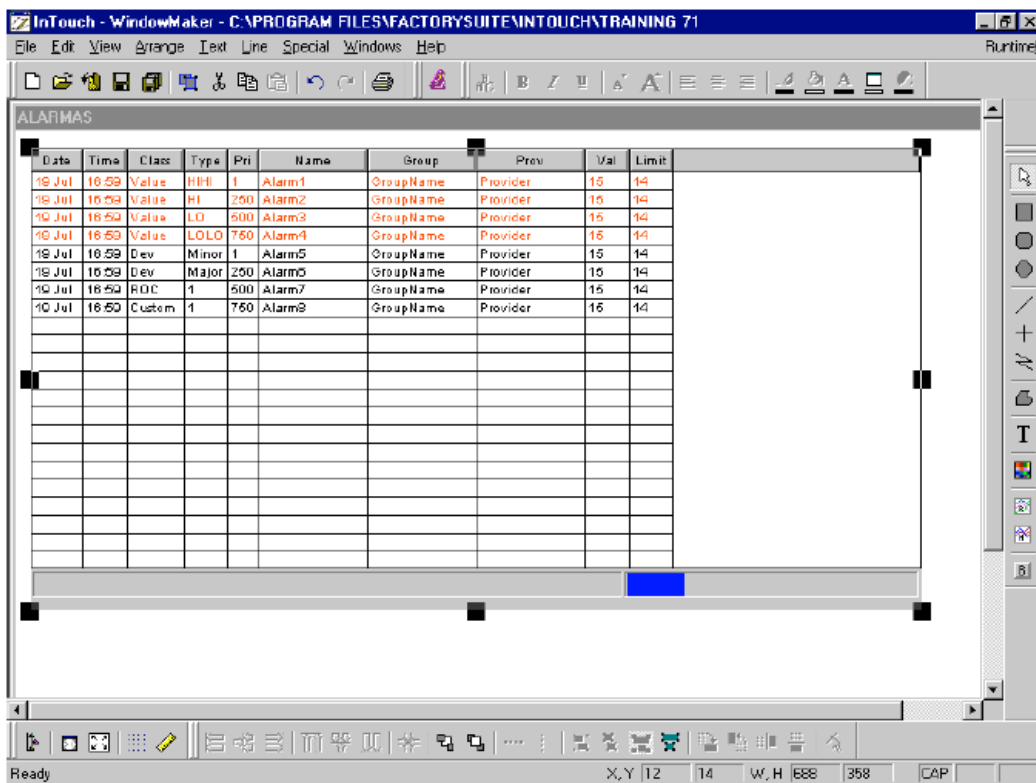 InTouch - WindowMaker - C:\PROGRAM FILES\FACTORYSUITE\INTOUCH\TRAINING 71
File Edit View Arrange Text Line Special Windows Help Runtime
B I U A A A
ALARMAS
Date Time Class Type Pri Name Group Prov Val Limit
19 Jul 16:59 Value HIHI 1 Alarm1 GroupName Provider 15 14
19 Jul 16:59 Value HI 250 Alarm2 GroupName Provider 15 14
19 Jul 16:59 Value LO 500 Alarm3 GroupName Provider 15 14
19 Jul 16:59 Value LOLO 750 Alarm4 GroupName Provider 15 14
19 Jul 16:59 Dev Minor 1 Alarm5 GroupName Provider 15 14
19 Jul 16:59 Dev Major 250 Alarm6 GroupName Provider 15 14
19 Jul 16:59 ROC 1 500 Alarm7 GroupName Provider 15 14
19 Jul 16:59 Custom 1 750 Alarm8 GroupName Provider 15 14
T
B
Ready X, Y 12 14 W, H 688 358 CAP